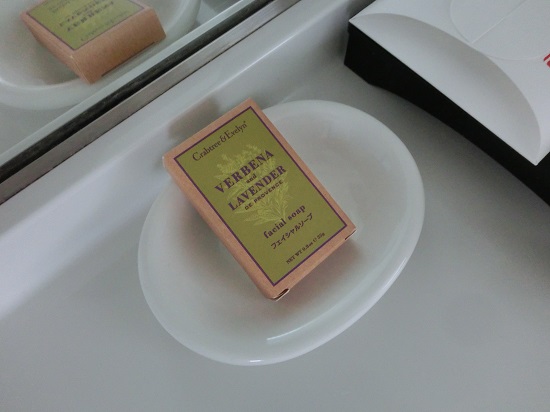 Crabtree & Evelyn
VERBENA
and
LAVENDER
DE PROVENCE
facial soap
フェイシャルソープ